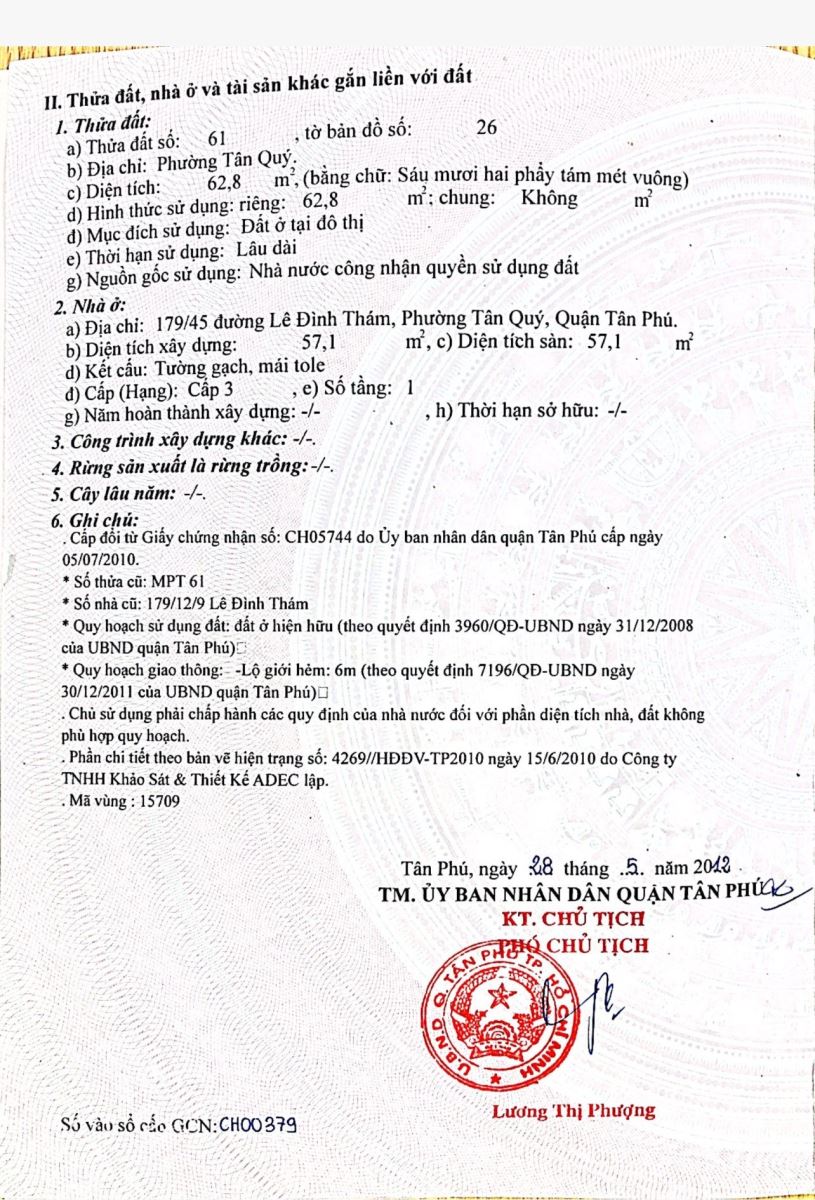 II. Thửa đất, nhà ở và tài sản khác gắn liền với đất
1. Thửa đất:
a) Thửa đất số: 61 , tờ bản đồ số: 26
b) Địa chỉ: Phường Tân Quý.
c) Diện tích: 62,8 m², (bằng chữ: Sáu mươi hai phẩy tám mét vuông)
d) Hình thức sử dụng: riêng: 62,8 m²; chung: Không m²
đ) Mục đích sử dụng: Đất ở tại đô thị
e) Thời hạn sử dụng: Lâu dài
g) Nguồn gốc sử dụng: Nhà nước công nhận quyền sử dụng đất
2. Nhà ở:
a) Địa chỉ: 179/45 đường Lê Đình Thám, Phường Tân Quý, Quận Tân Phú.
b) Diện tích xây dựng: 57,1 m², c) Diện tích sàn: 57,1 m²
d) Kết cấu: Tường gạch, mái tole
đ) Cấp (Hạng): Cấp 3 , e) Số tầng: 1
g) Năm hoàn thành xây dựng: -/- , h) Thời hạn sở hữu: -/-
3. Công trình xây dựng khác: -/-.
4. Rừng sản xuất là rừng trồng: -/-.
5. Cây lâu năm: -/-.
6. Ghi chú:
. Cấp đổi từ Giấy chứng nhận số: CH05744 do Ủy ban nhân dân quận Tân Phú cấp ngày
05/07/2010.
* Số thửa cũ: MPT 61
* Số nhà cũ: 179/12/9 Lê Đình Thám
* Quy hoạch sử dụng đất: đất ở hiện hữu (theo quyết định 3960/QĐ-UBND ngày 31/12/2008
của UBND quận Tân Phú)□
* Quy hoạch giao thông: -Lộ giới hẻm: 6m (theo quyết định 7196/QĐ-UBND ngày
30/12/2011 của UBND quận Tân Phú)□
. Chủ sử dụng phải chấp hành các quy định của nhà nước đối với phần diện tích nhà, đất không
phù hợp quy hoạch.
. Phần chi tiết theo bản vẽ hiện trạng số: 4269//HĐĐV-TP2010 ngày 15/6/2010 do Công ty
TNHH Khảo Sát & Thiết Kế ADEC lập.
. Mã vùng : 15709
Tân Phú, ngày 28 tháng .5. năm 2012
TM. ỦY BAN NHÂN DÂN QUẬN TÂN PHÚ
KT. CHỦ TỊCH
PHÓ CHỦ TỊCH
U.B.N.D Q. TÂN PHÚ TP. HỒ CHÍ MINH
Lương Thị Phượng
Số vào sổ cấp GCN: CH00379